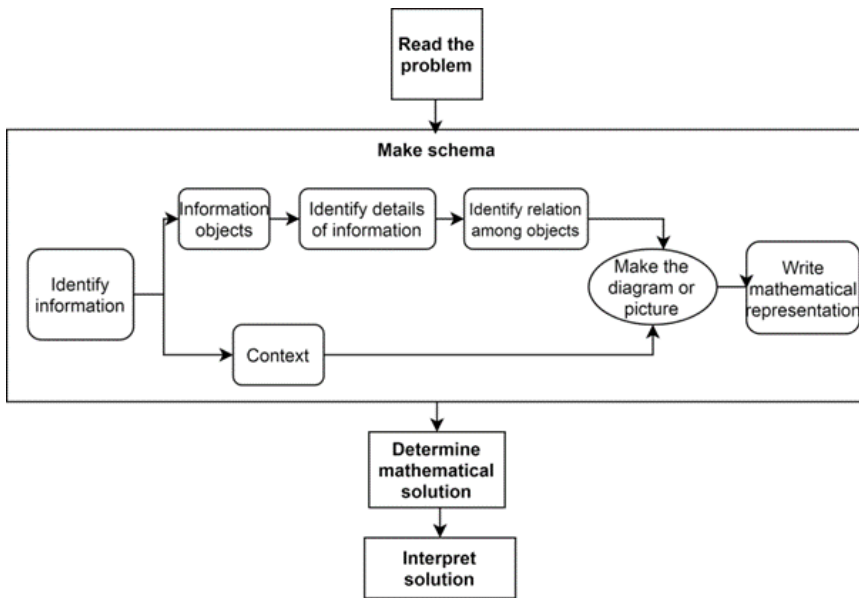 Read the
problem
Make schema
Information
objects
Identify details
of information
Identify relation
among objects
Identify
information
Context
Make the
diagram or
picture
Write
mathematical
representation
Determine
mathematical
solution
Interpret
solution